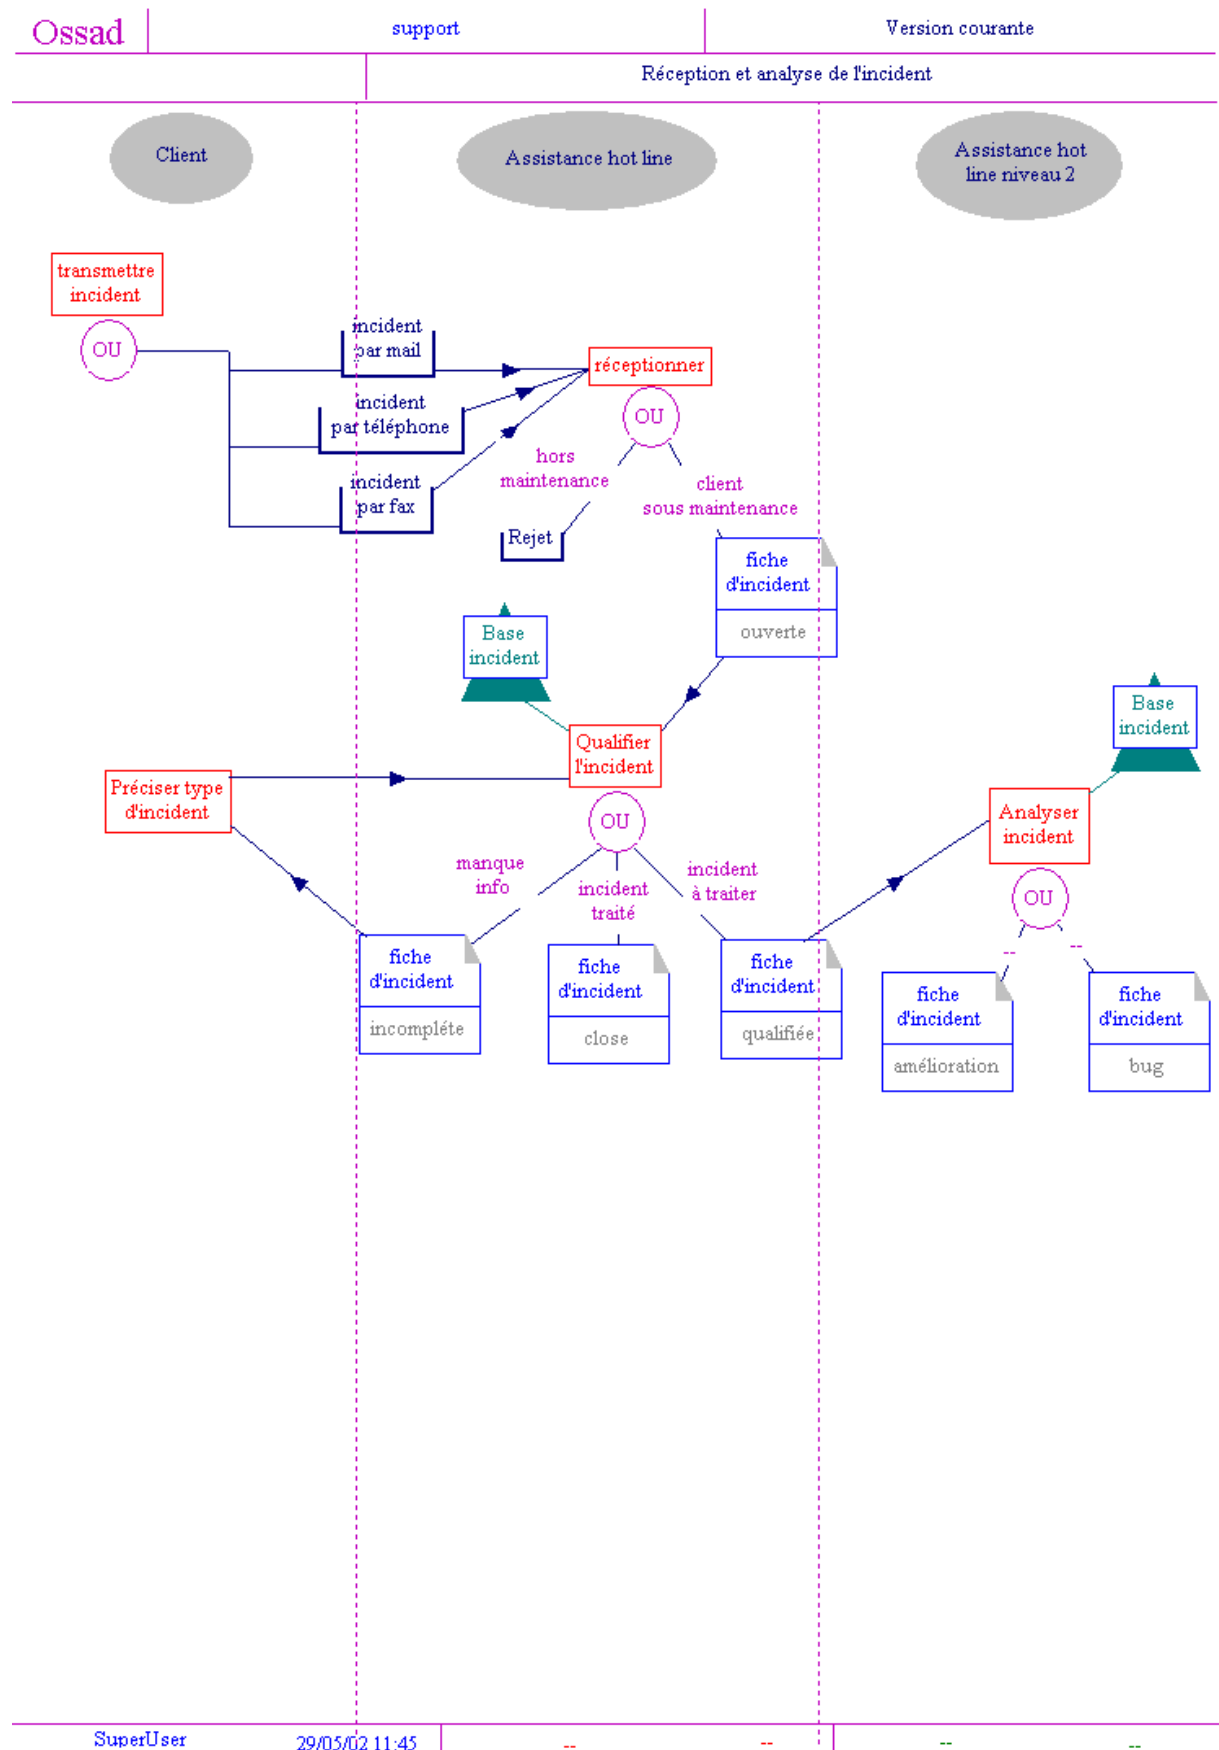 Ossad
support
Version courante
Réception et analyse de l'incident
Client
Assistance hot line
Assistance hot
line niveau 2
transmettre
incident
OU
incident
par mail
incident
par téléphone
incident
par fax
réceptionner
OU
hors
maintenance
client
sous maintenance
Rejet
fiche
d'incident
ouverte
Base
incident
Qualifier
l'incident
Préciser type
d'incident
OU
manque
info
incident
traité
incident
à traiter
Base
incident
Analyser
incident
OU
--
--
fiche
d'incident
incompléte
fiche
d'incident
close
fiche
d'incident
qualifiée
fiche
d'incident
amélioration
fiche
d'incident
bug
SuperUser
29/05/02 11:45
--
--
--
--